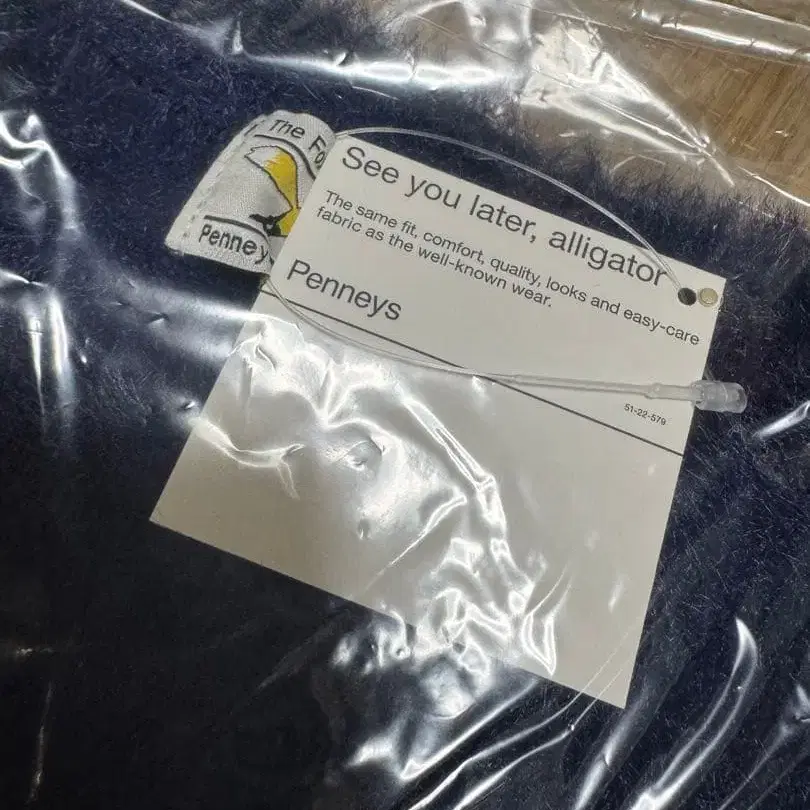 The Fo
Penney
See you later, alligator
The same fit, comfort, quality, looks and easy-care
fabric as the well-known wear.
Penneys
51-22-579